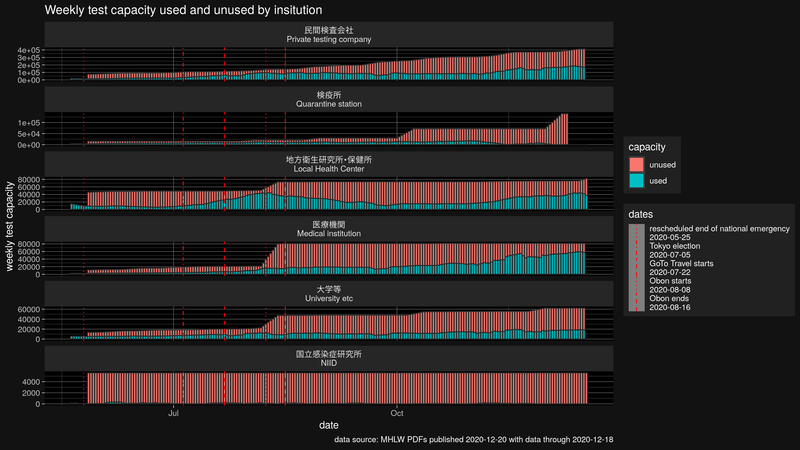 Weekly test capacity used and unused by insitution
民間検査会社
Private testing company
4e+05
3e+05
2e+05
1e+05
0e+00
検疫所
Quarantine station
1e+05
5e+04
0e+00
地方衛生研究所・保健所
Local Health Center
80000
60000
40000
20000
0
医療機関
Medical institution
80000
60000
40000
20000
0
大学等
University etc
60000
40000
20000
0
国立感染症研究所
NIID
4000
2000
0
Jul
Oct
date
weekly test capacity
capacity
unused
used
dates
rescheduled end of national emergency
2020-05-25
Tokyo election
2020-07-05
GoTo Travel starts
2020-07-22
Obon starts
2020-08-08
Obon ends
2020-08-16
data source: MHLW PDFs published 2020-12-20 with data through 2020-12-18